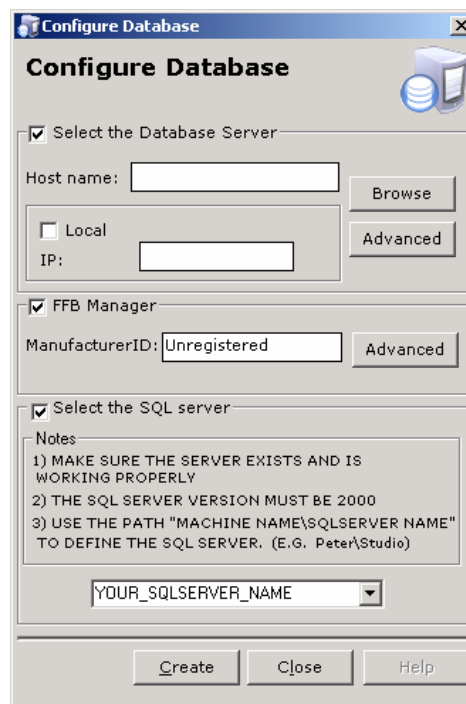 Configure Database
Configure Database
Select the Database Server
Host name:
Browse
Local
Advanced
IP:
FFB Manager
ManufacturerID: Unregistered
Advanced
Select the SQL server
Notes
1) MAKE SURE THE SERVER EXISTS AND IS
WORKING PROPERLY
2) THE SQL SERVER VERSION MUST BE 2000
3) USE THE PATH "MACHINE NAME\SQLSERVER NAME"
TO DEFINE THE SQL SERVER. (E.G. Peter\Studio)
YOUR_SQLSERVER_NAME
Create Close Help